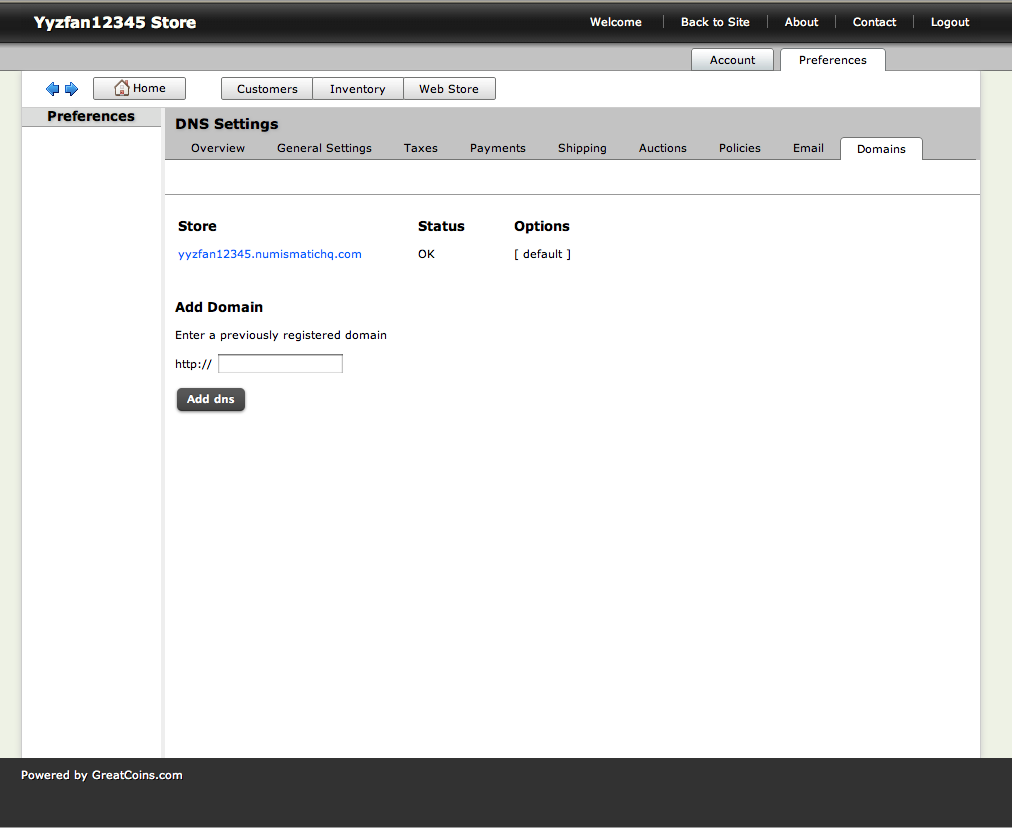 Yyzfan12345 Store
Welcome Back to Site About Contact Logout
Account Preferences
Home Customers Inventory Web Store
Preferences
DNS Settings
Overview General Settings Taxes Payments Shipping Auctions Policies Email Domains
Store Status Options
yyzfan12345.numismatichq.com OK [ default ]
Add Domain
Enter a previously registered domain
http://
Add dns
Powered by GreatCoins.com